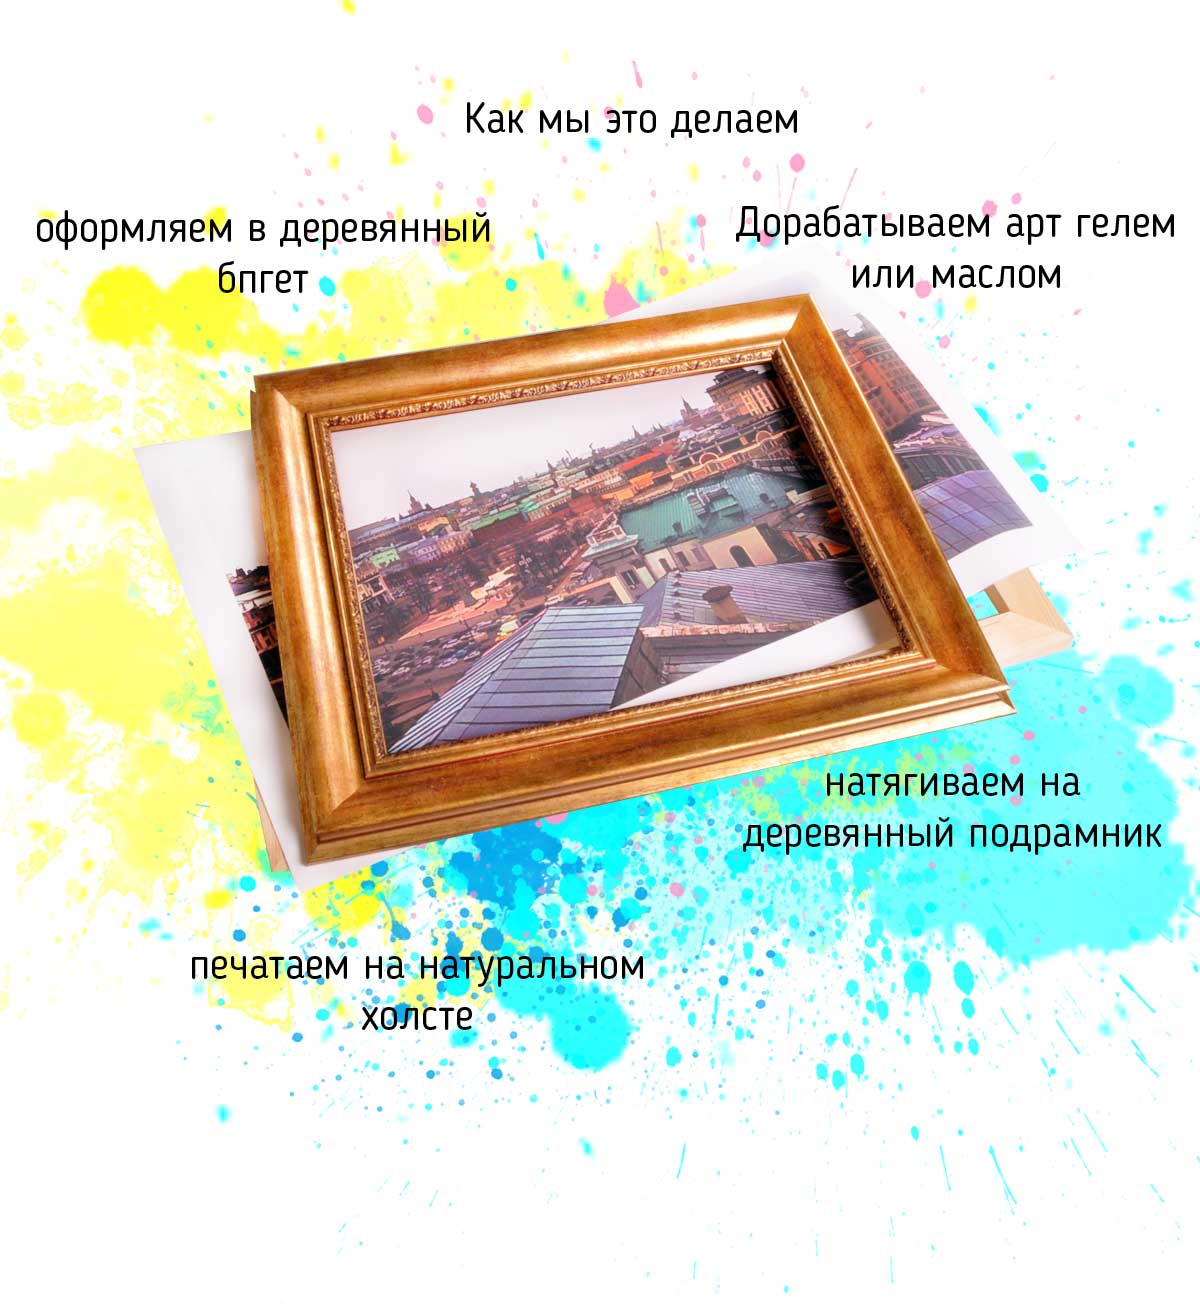 Как мы это делаем
оформляем в деревянный
бпгет
Дорабатываем арт гелем
или маслом
натягиваем на
деревянный подрамник
печатаем на натуральном
холсте